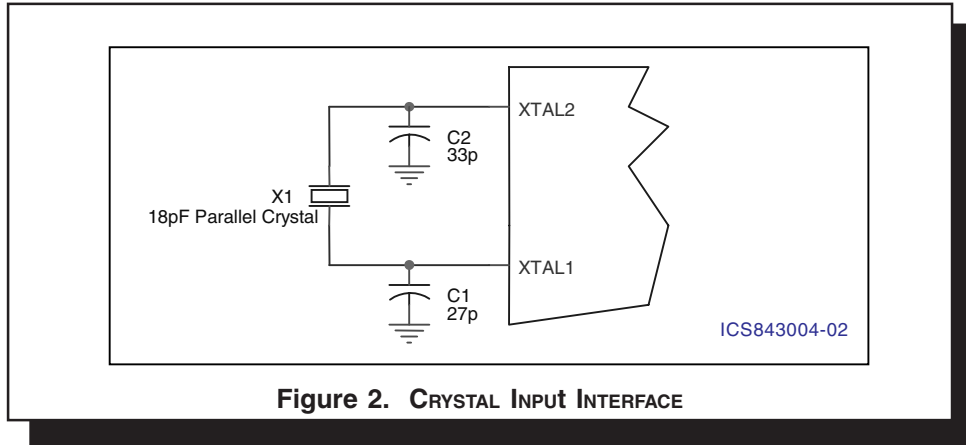 XTAL2
C2
33p
X1
18pF Parallel Crystal
XTAL1
C1
27p
ICS843004-02
Figure 2. CRYSTAL INPUt INTERFACE